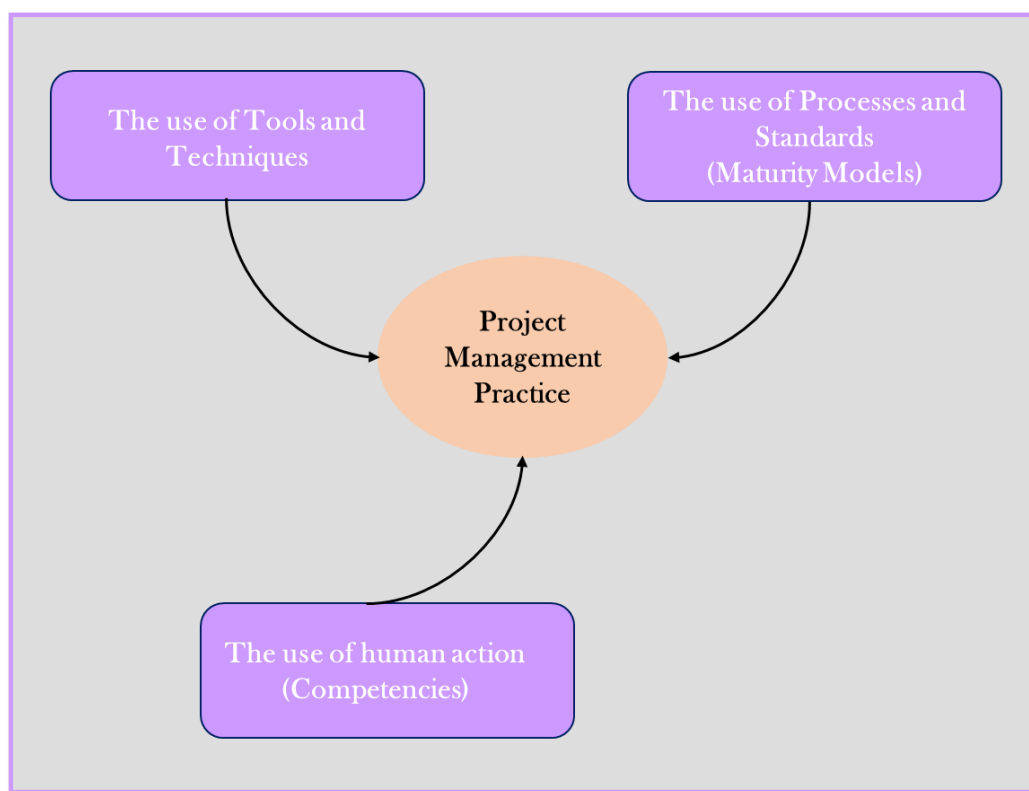 The use of Tools and
Techniques
The use of Processes and
Standards
(Maturity Models)
Project
Management
Practice
The use of human action
(Competencies)